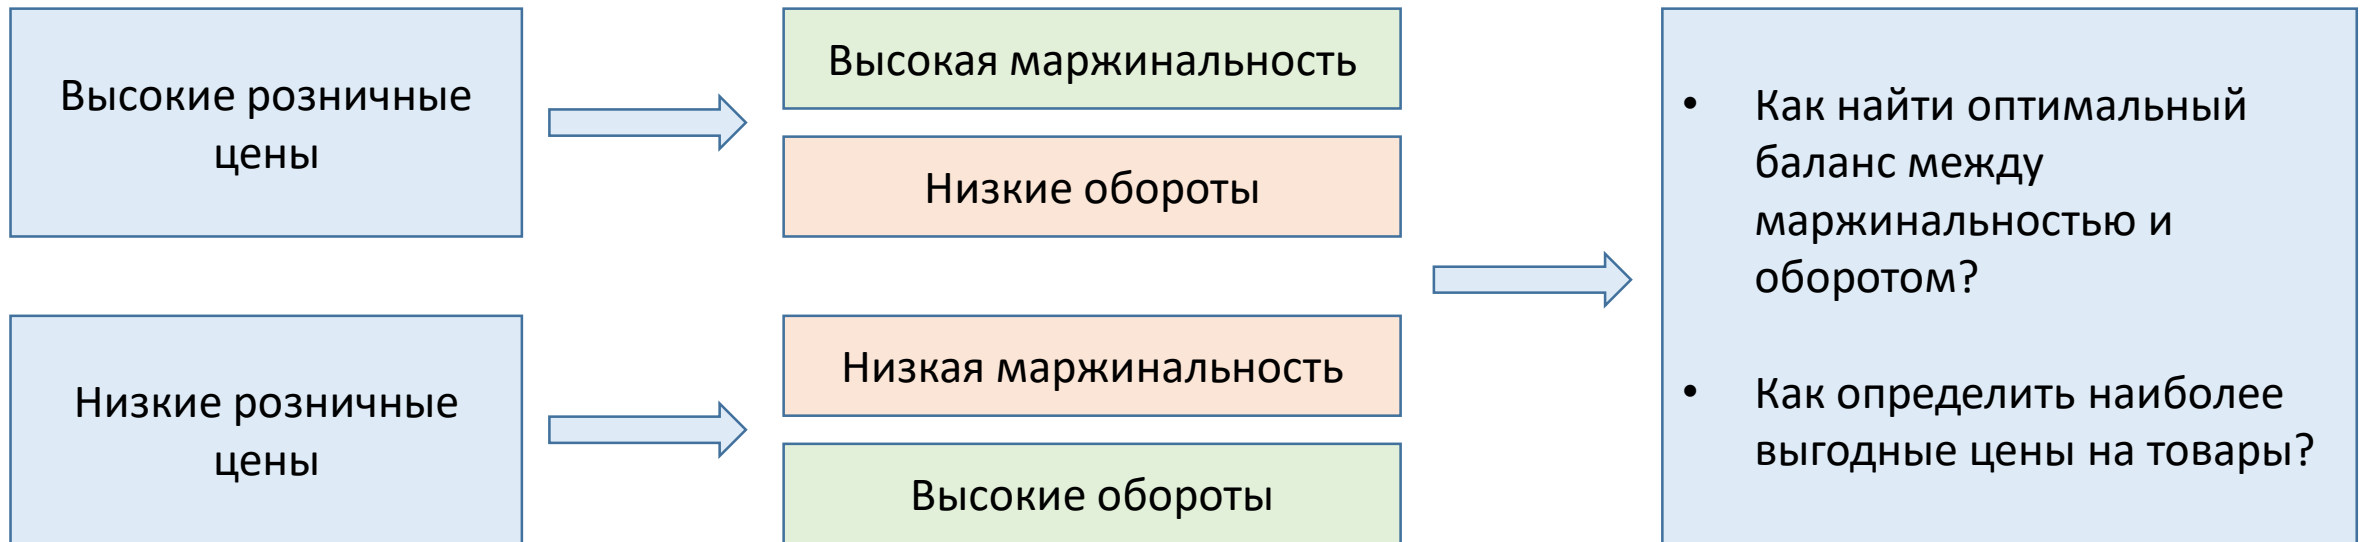 Высокие розничные
цены
Высокая маржинальность
Низкие обороты
Низкие розничные
цены
Низкая маржинальность
Высокие обороты
• Как найти оптимальный
баланс между
маржинальностью и
оборотом?
• Как определить наиболее
выгодные цены на товары?